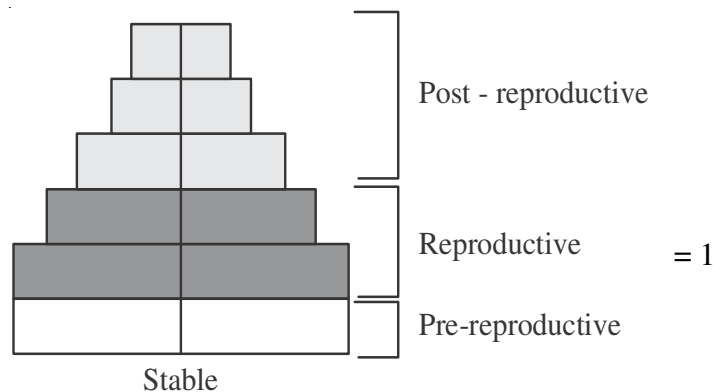 Post - reproductive
Reproductive
= 1
Pre-reproductive
Stable